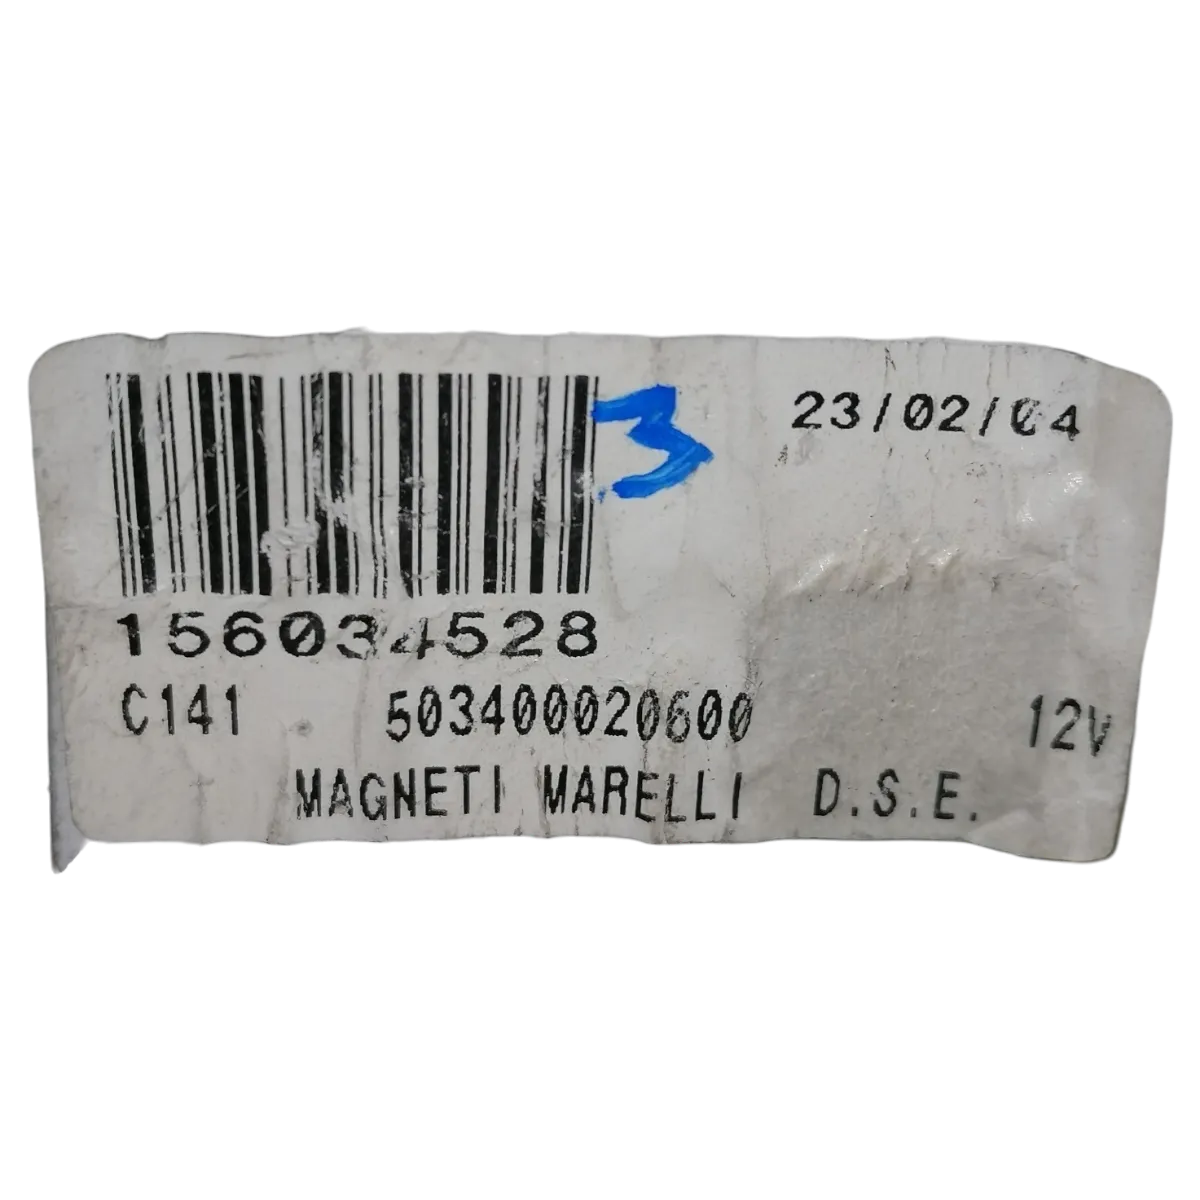 23/02/04
3
156034528
C141 503400020600 12V
MAGNETI MARELLI D.S.E.